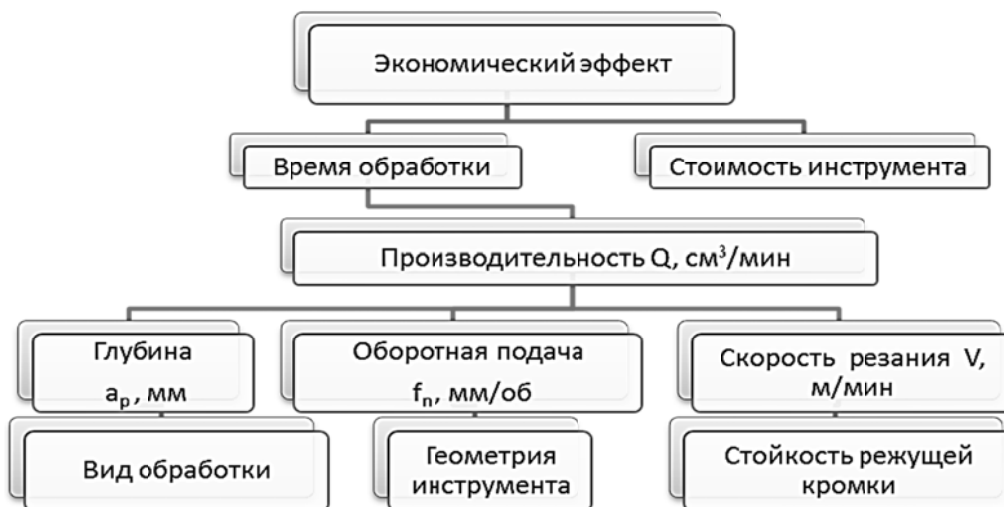 Экономический эффект
Время обработки
Стоимость инструмента
Производительность Q, см³/мин
Глубина
aₚ, мм
Оборотная подача
fₙ, мм/об
Скорость резания V,
м/мин
Вид обработки
Геометрия
инструмента
Стойкость режущей
кромки